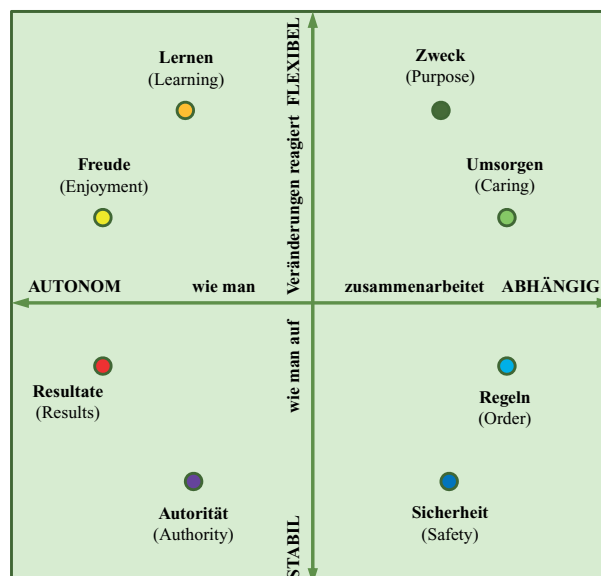 Lernen
(Learning)
Zweck
(Purpose)
Freude
(Enjoyment)
Umsorgen
(Caring)
AUTONOM wie man zusammenarbeitet ABHÄNGIG
STABIL wie man auf Veränderungen reagiert FLEXIBEL
Resultate
(Results)
Regeln
(Order)
Autorität
(Authority)
Sicherheit
(Safety)